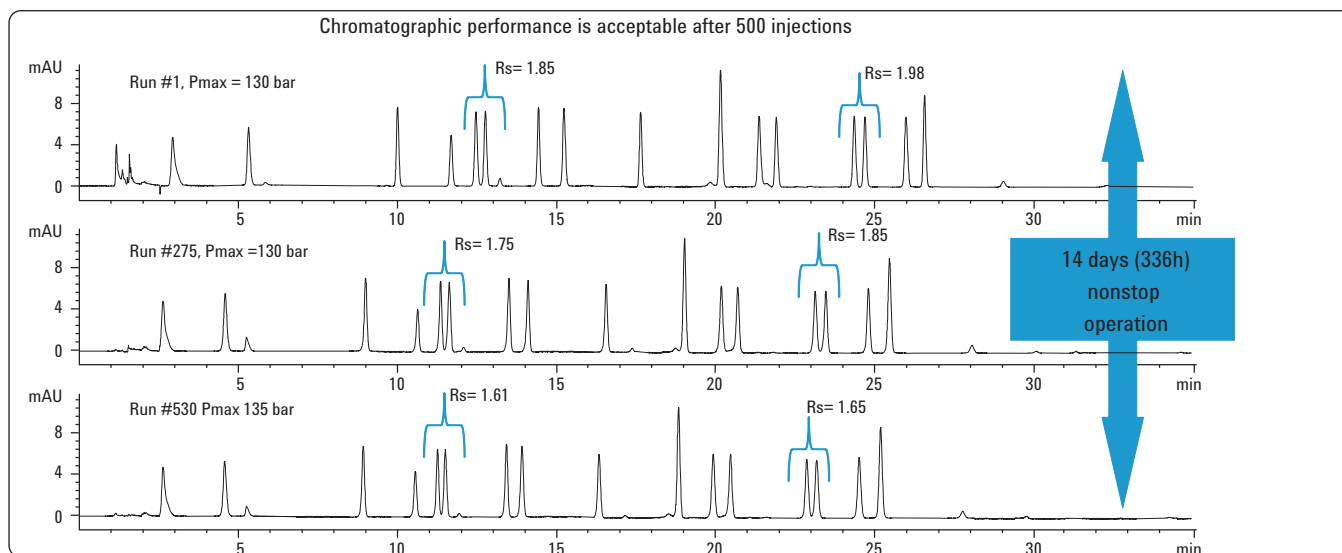 Chromatographic performance is acceptable after 500 injections
mAU
Run #1, Pmax = 130 bar
Rs= 1.85
Rs= 1.98
8
4
0
5 10 15 20 25 30 min
mAU
Run #275, Pmax =130 bar
Rs= 1.75
Rs= 1.85
8
4
0
5 10 15 20 25 30 min
14 days (336h)
nonstop
operation
mAU
Run #530 Pmax 135 bar
Rs= 1.61
Rs= 1.65
8
4
0
5 10 15 20 25 30 min